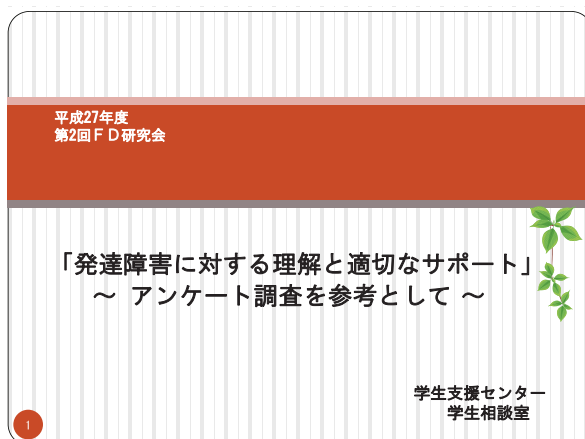 平成27年度
第2回ＦＤ研究会
「発達障害に対する理解と適切なサポート」
～ アンケート調査を参考として ～
学生支援センター
学生相談室
1